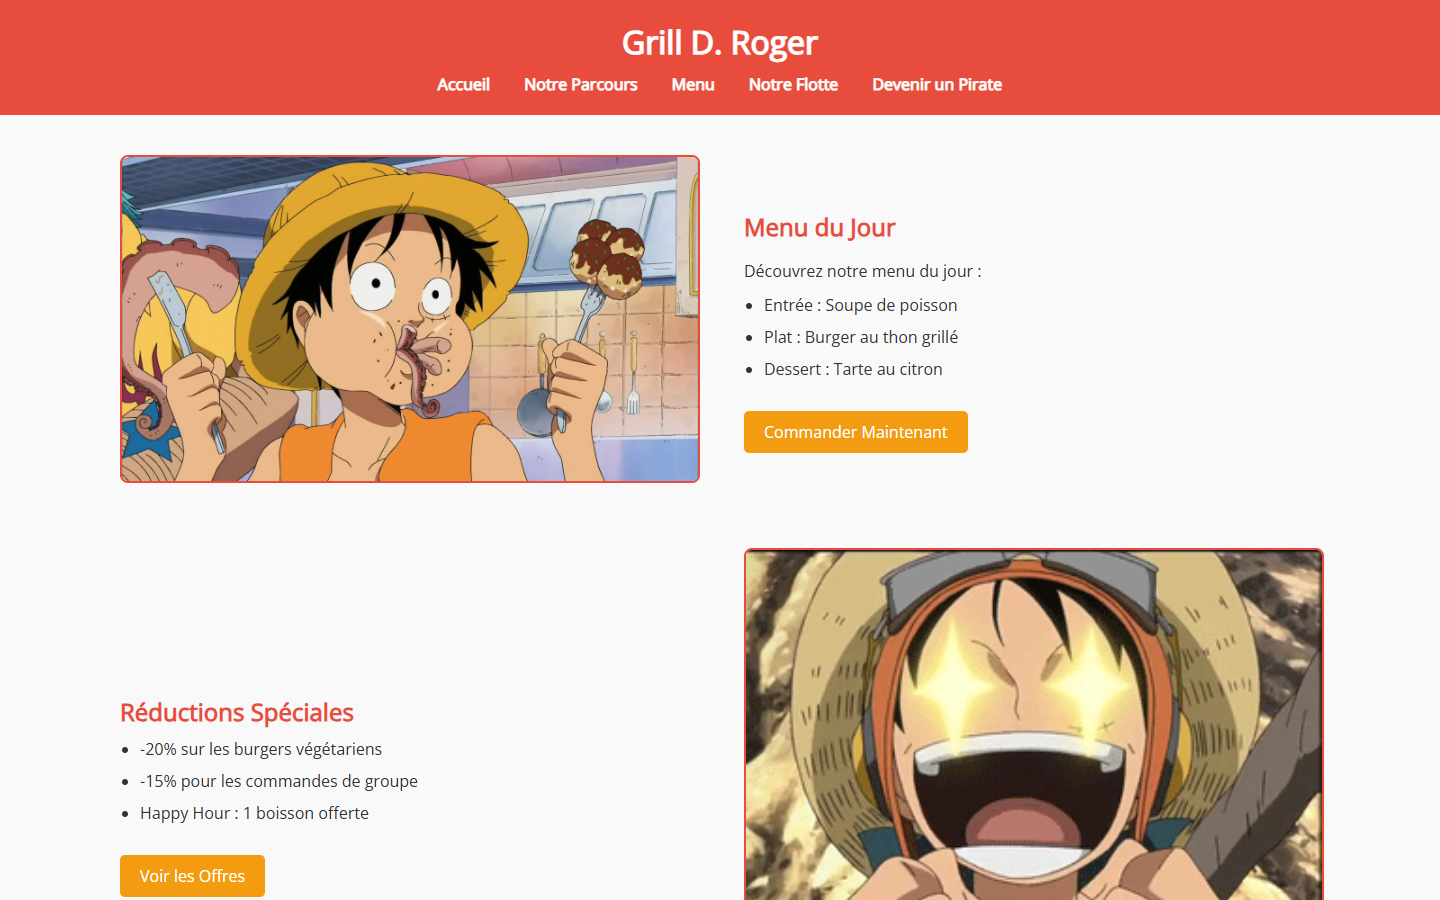 Grill D. Roger
Accueil Notre Parcours Menu Notre Flotte Devenir un Pirate
Menu du Jour
Découvrez notre menu du jour :
Entrée : Soupe de poisson
Plat : Burger au thon grillé
Dessert : Tarte au citron
Commander Maintenant
Réductions Spéciales
-20% sur les burgers végétariens
-15% pour les commandes de groupe
Happy Hour : 1 boisson offerte
Voir les Offres